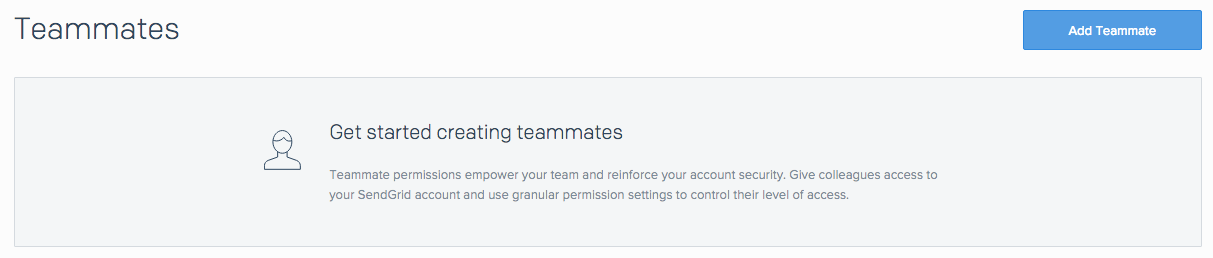 Teammates
Add Teammate
Get started creating teammates
Teammate permissions empower your team and reinforce your account security. Give colleagues access to
your SendGrid account and use granular permission settings to control their level of access.